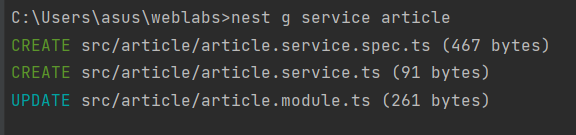 C:\Users\asus\weblabs>nest g service article
CREATE src/article/article.service.spec.ts (467 bytes)
CREATE src/article/article.service.ts (91 bytes)
UPDATE src/article/article.module.ts (261 bytes)